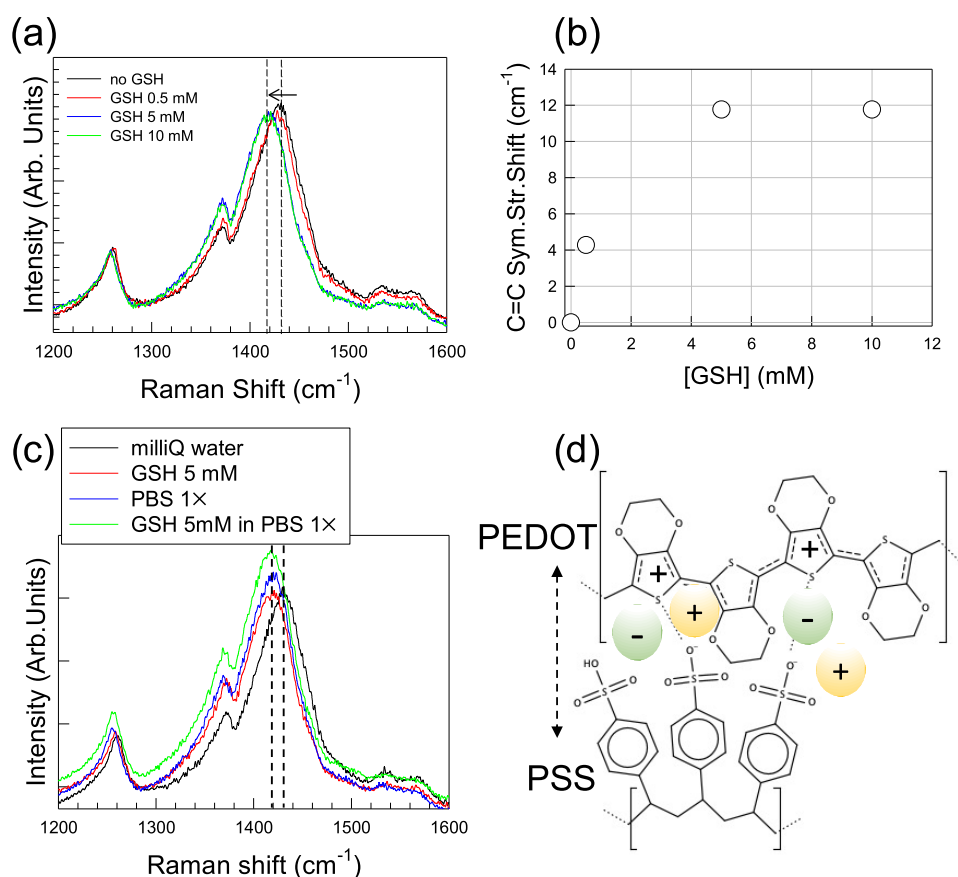 (a)
Intensity (Arb. Units)
no GSH
GSH 0.5 mM
GSH 5 mM
GSH 10 mM
1200 1300 1400 1500 1600
Raman Shift (cm⁻¹)
(b)
C=C Sym.Str.Shift (cm⁻¹)
14
12
10
8
6
4
2
0
0 2 4 6 8 10 12
[GSH] (mM)
(c)
milliQ water
GSH 5 mM
PBS 1×
GSH 5mM in PBS 1×
Intensity (Arb.Units)
1200 1300 1400 1500 1600
Raman shift (cm⁻¹)
(d)
PEDOT
O O O O
S S
+ +
S S
O O O O
- + - +
HO O⁻ O⁻
S O S O S O
O O O
PSS